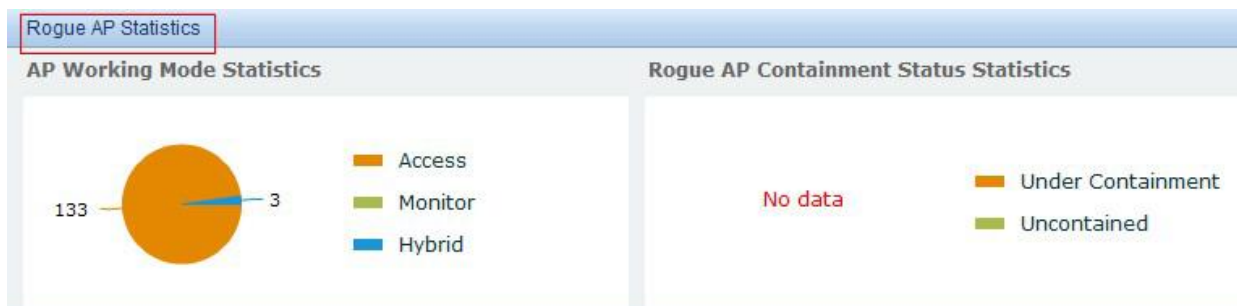 Rogue AP Statistics
AP Working Mode Statistics
133
3
Access
Monitor
Hybrid
Rogue AP Containment Status Statistics
No data
Under Containment
Uncontained